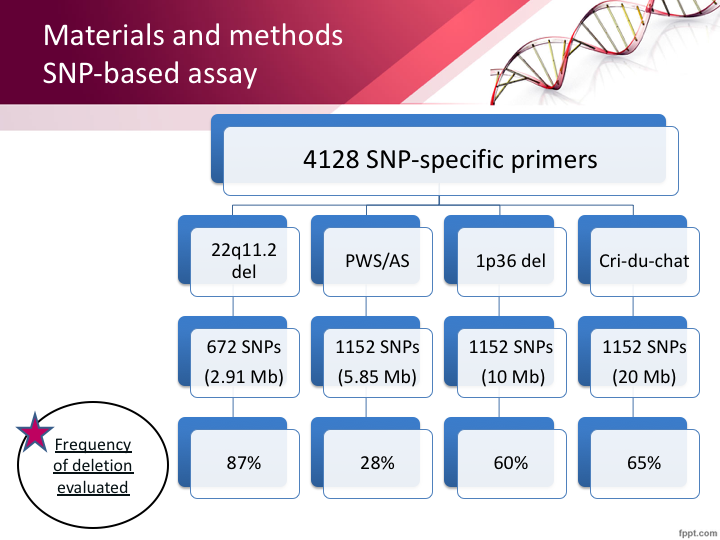 Materials and methods
SNP-based assay
4128 SNP-specific primers
22q11.2
del
PWS/AS
1p36 del
Cri-du-chat
672 SNPs
(2.91 Mb)
1152 SNPs
(5.85 Mb)
1152 SNPs
(10 Mb)
1152 SNPs
(20 Mb)
Frequency
of deletion
evaluated
87%
28%
60%
65%
fppt.com